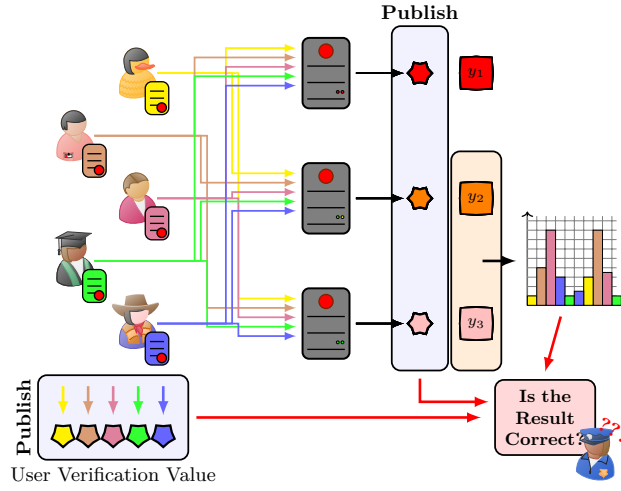 Publish
y1
y2
y3
Publish
Is the
Result
Correct?
???
User Verification Value